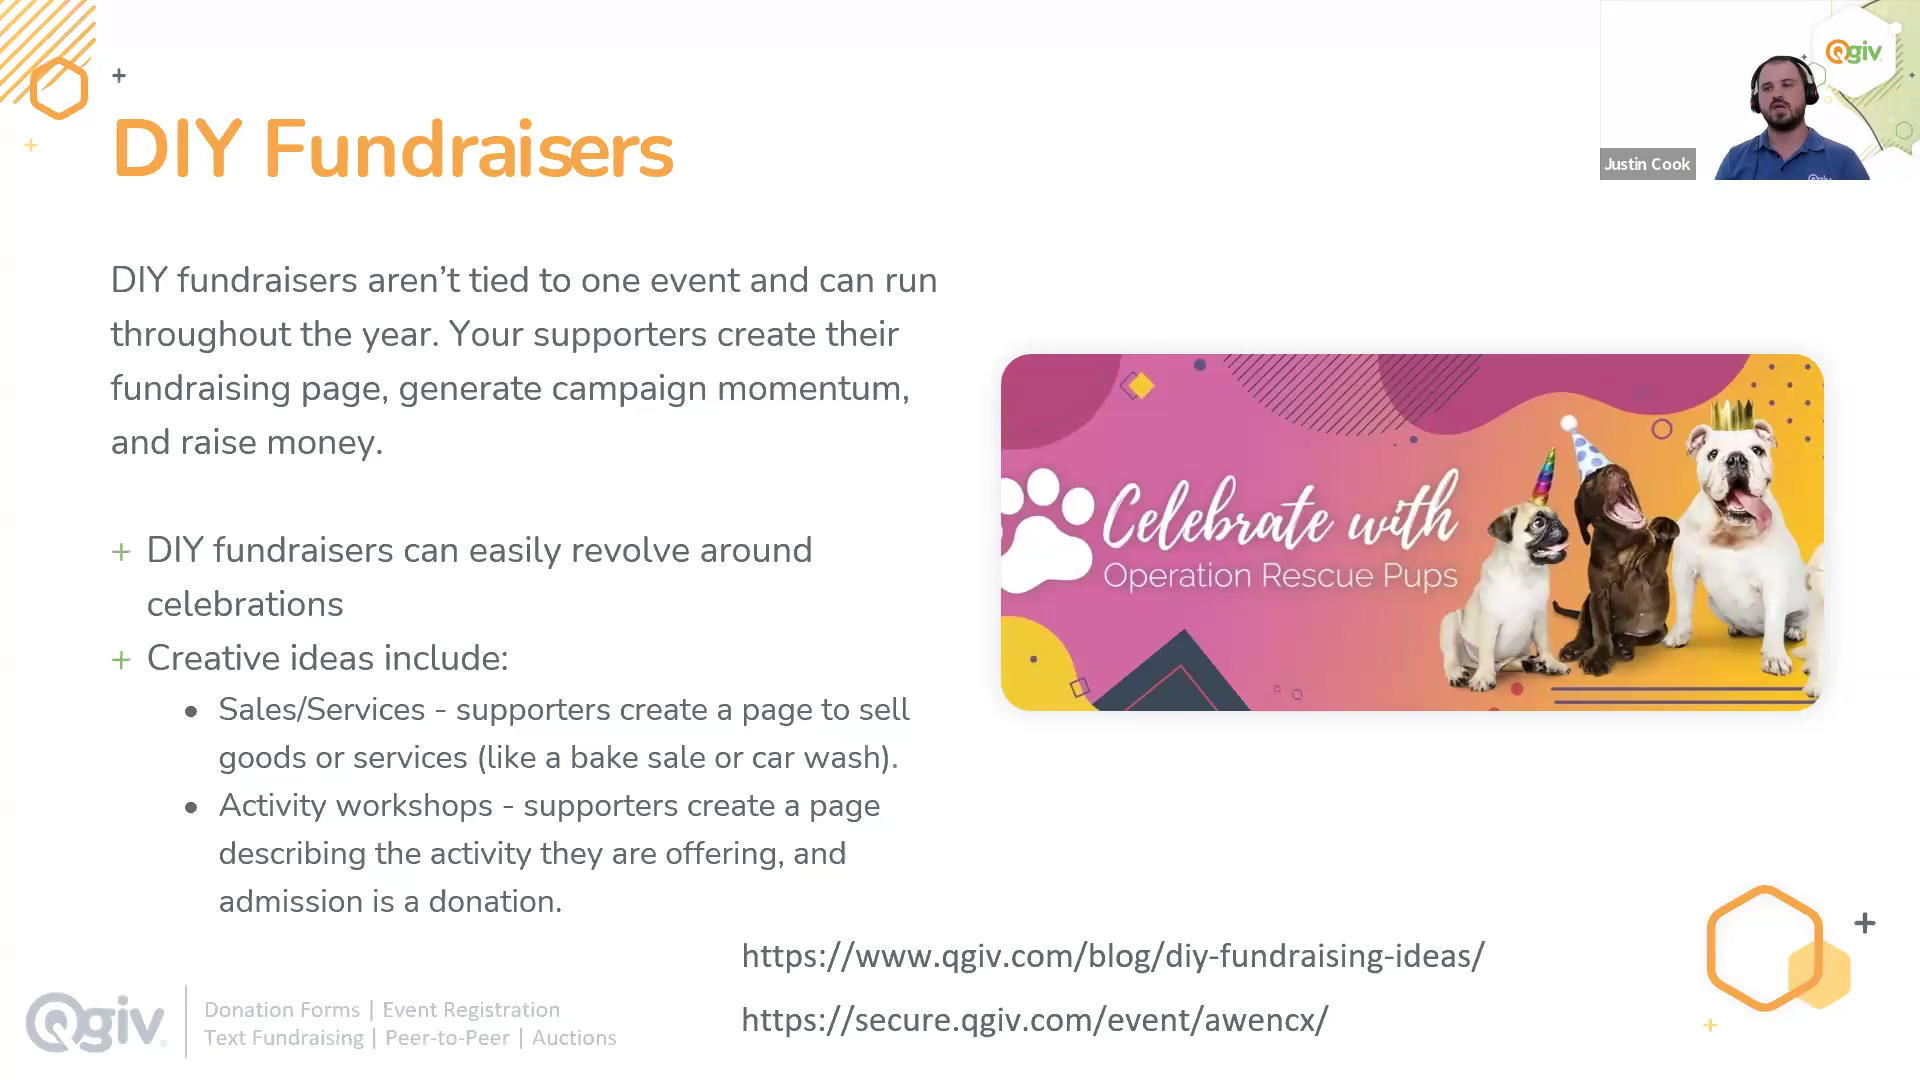 Qgiv
Justin Cook
Qgiv
DIY Fundraisers
DIY fundraisers aren’t tied to one event and can run
throughout the year. Your supporters create their
fundraising page, generate campaign momentum,
and raise money.
+ DIY fundraisers can easily revolve around
celebrations
+ Creative ideas include:
● Sales/Services - supporters create a page to sell
goods or services (like a bake sale or car wash).
● Activity workshops - supporters create a page
describing the activity they are offering, and
admission is a donation.
Celebrate with
Operation Rescue Pups
https://www.qgiv.com/blog/diy-fundraising-ideas/
https://secure.qgiv.com/event/awencx/
Qgiv
Donation Forms | Event Registration
Text Fundraising | Peer-to-Peer | Auctions